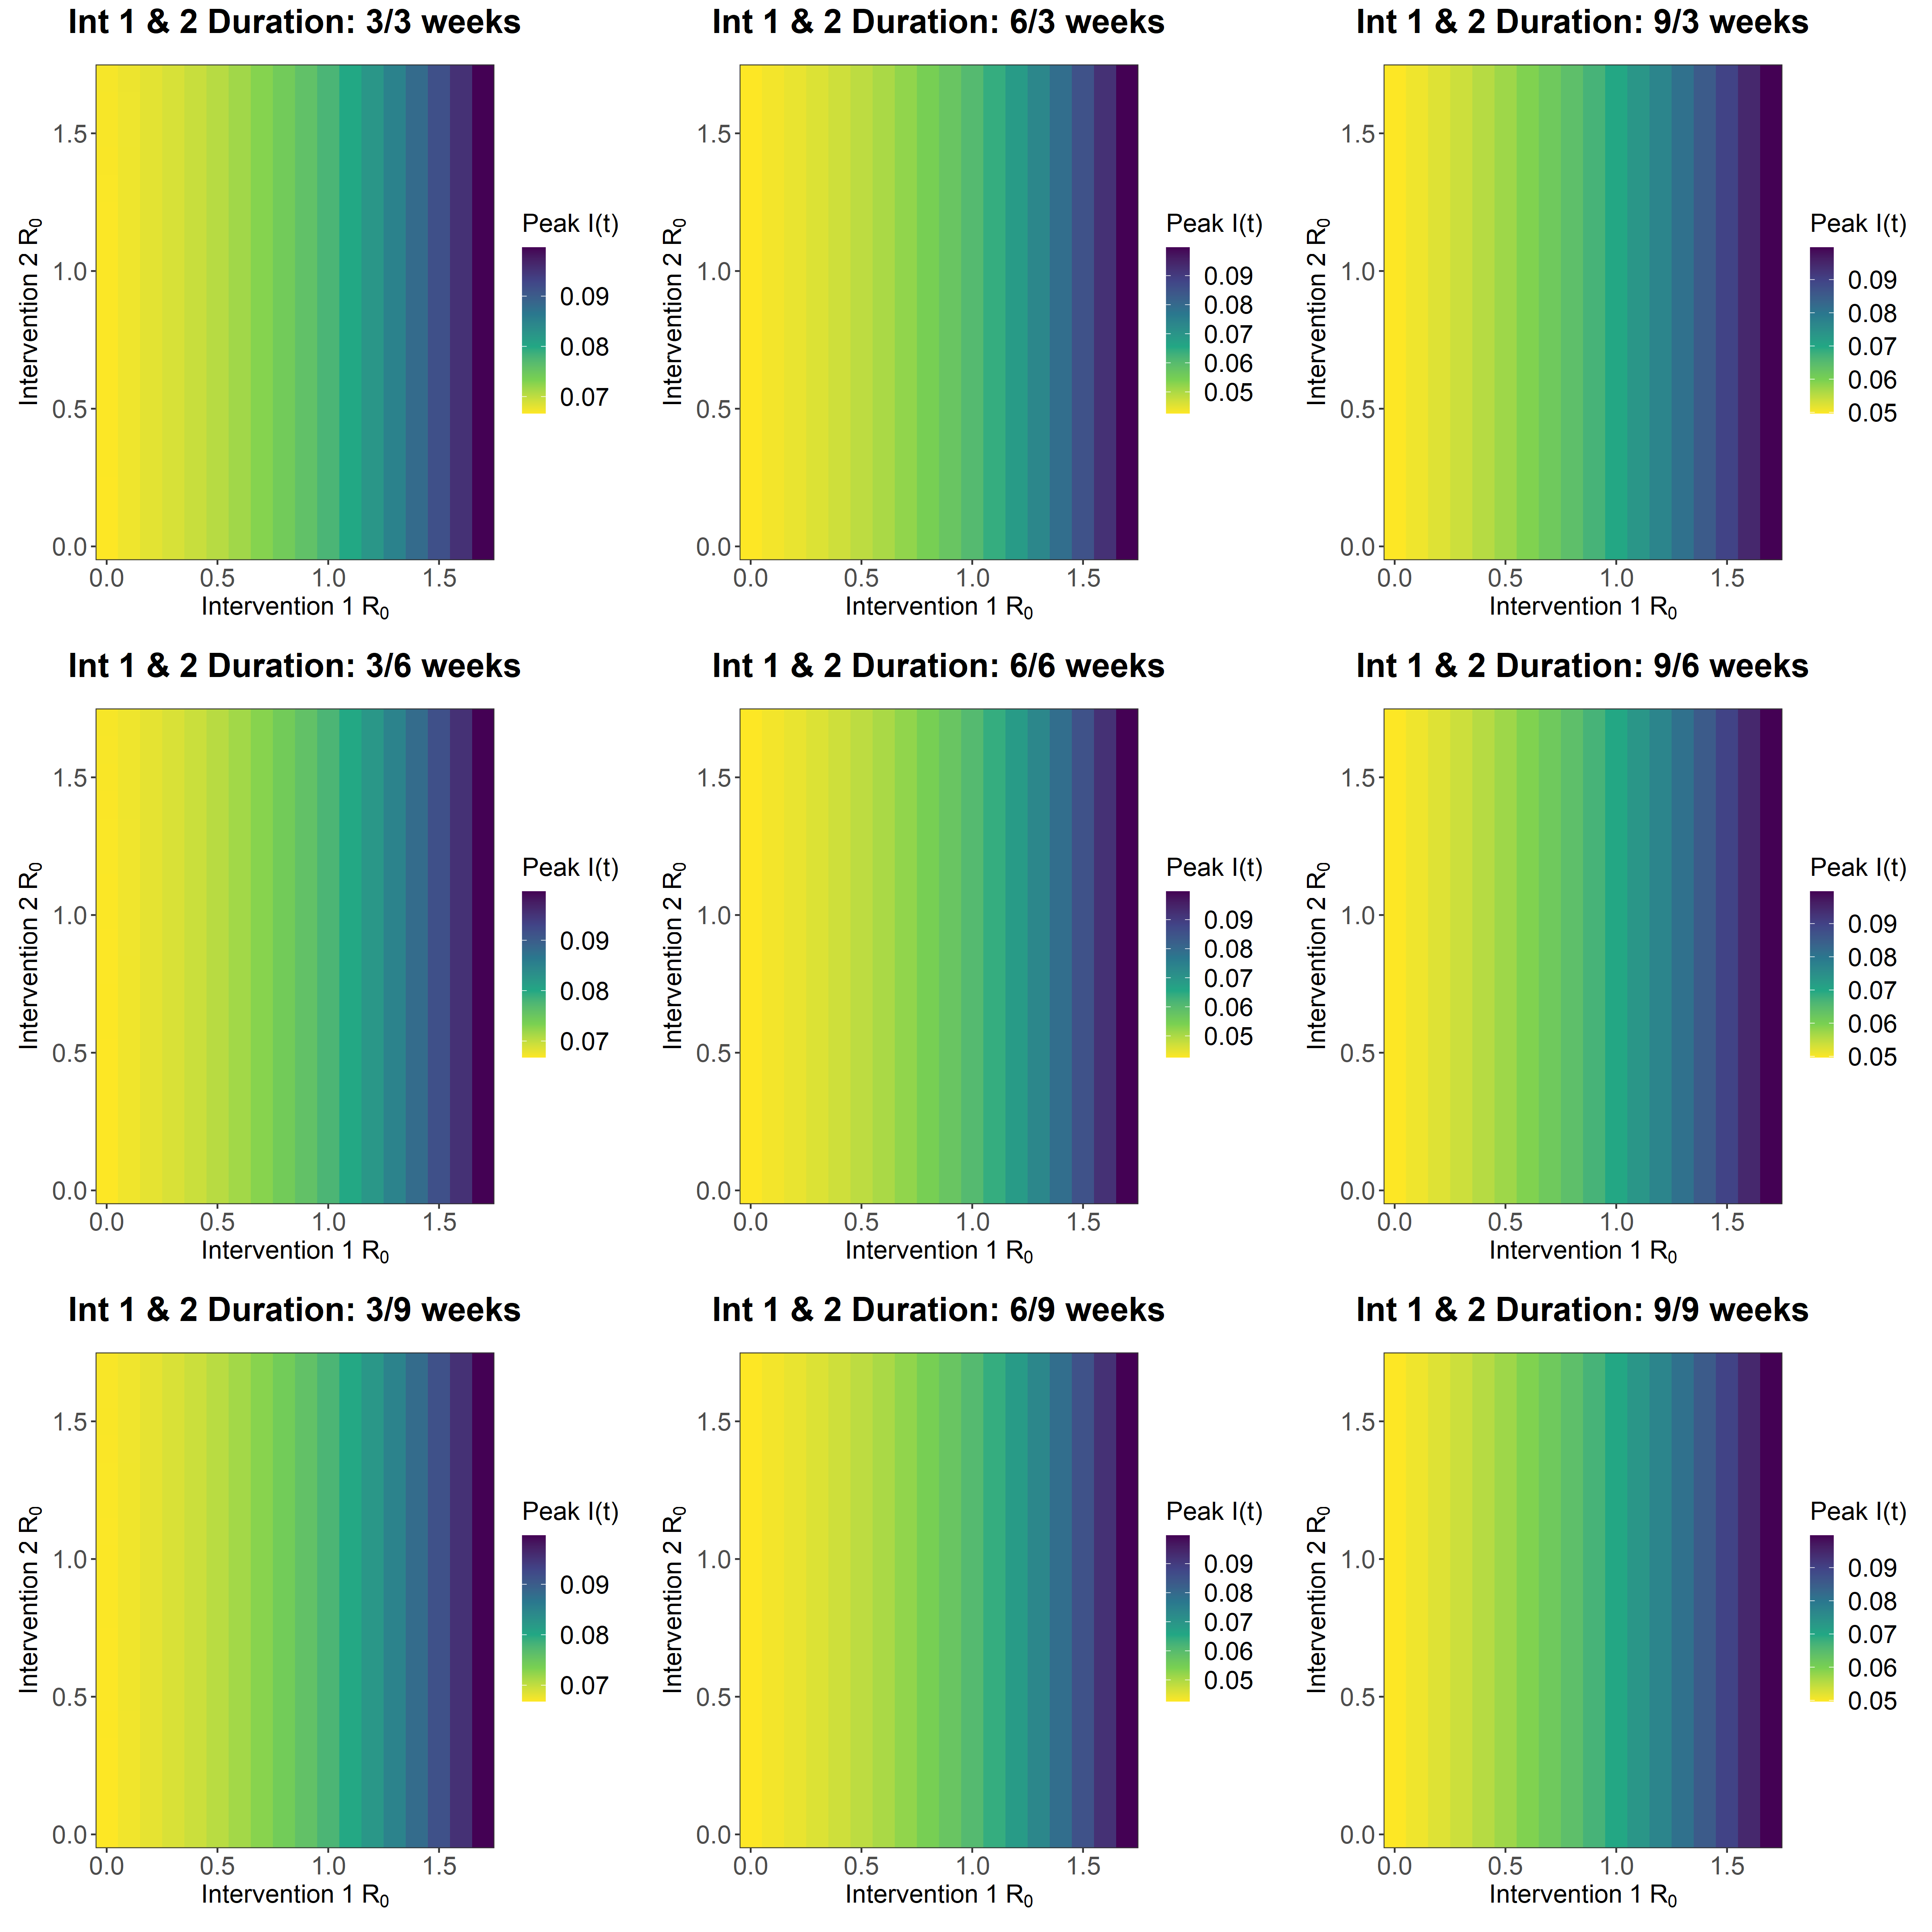 Int 1 & 2 Duration: 3/3 weeks
Intervention 2 R0
1.5
1.0
0.5
0.0
0.0 0.5 1.0 1.5
Intervention 1 R0
Peak I(t)
0.09
0.08
0.07
Int 1 & 2 Duration: 6/3 weeks
Intervention 2 R0
1.5
1.0
0.5
0.0
0.0 0.5 1.0 1.5
Intervention 1 R0
Peak I(t)
0.09
0.08
0.07
0.06
0.05
Int 1 & 2 Duration: 9/3 weeks
Intervention 2 R0
1.5
1.0
0.5
0.0
0.0 0.5 1.0 1.5
Intervention 1 R0
Peak I(t)
0.09
0.08
0.07
0.06
0.05
Int 1 & 2 Duration: 3/6 weeks
Intervention 2 R0
1.5
1.0
0.5
0.0
0.0 0.5 1.0 1.5
Intervention 1 R0
Peak I(t)
0.09
0.08
0.07
Int 1 & 2 Duration: 6/6 weeks
Intervention 2 R0
1.5
1.0
0.5
0.0
0.0 0.5 1.0 1.5
Intervention 1 R0
Peak I(t)
0.09
0.08
0.07
0.06
0.05
Int 1 & 2 Duration: 9/6 weeks
Intervention 2 R0
1.5
1.0
0.5
0.0
0.0 0.5 1.0 1.5
Intervention 1 R0
Peak I(t)
0.09
0.08
0.07
0.06
0.05
Int 1 & 2 Duration: 3/9 weeks
Intervention 2 R0
1.5
1.0
0.5
0.0
0.0 0.5 1.0 1.5
Intervention 1 R0
Peak I(t)
0.09
0.08
0.07
Int 1 & 2 Duration: 6/9 weeks
Intervention 2 R0
1.5
1.0
0.5
0.0
0.0 0.5 1.0 1.5
Intervention 1 R0
Peak I(t)
0.09
0.08
0.07
0.06
0.05
Int 1 & 2 Duration: 9/9 weeks
Intervention 2 R0
1.5
1.0
0.5
0.0
0.0 0.5 1.0 1.5
Intervention 1 R0
Peak I(t)
0.09
0.08
0.07
0.06
0.05